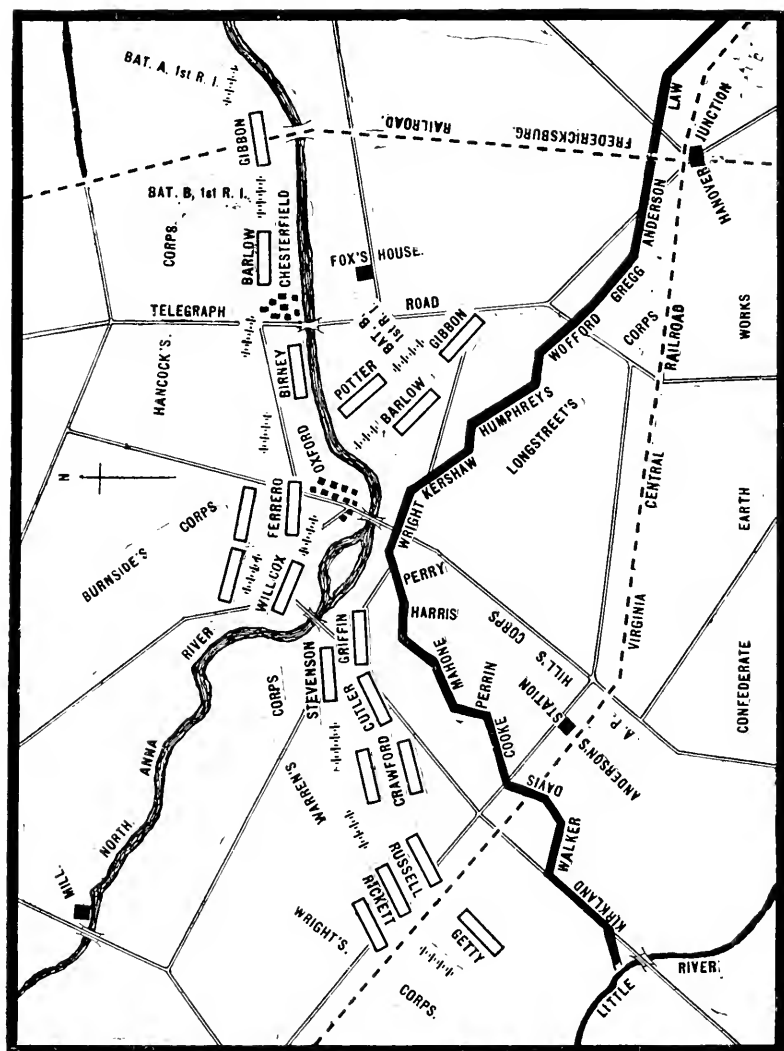 BAT. A. 1st R. I.
GIBBON
RAILROAD.
FREDERICKSBURG.
LAW
HANOVER JUNCTION
BAT. B, 1st R. I.
CORPS.
BARLOW
CHESTERFIELD
FOX'S HOUSE.
ANDERSON
TELEGRAPH ROAD
BAT. B
1st R. I.
GIBBON
GREGG
CORPS
RAILROAD
WORKS
HANCOCK'S.
BIRNEY
POTTER
BARLOW
WOFFORD
HUMPHREYS
LONGSTREET'S
N
OXFORD
KERSHAW
CENTRAL
EARTH
CORPS
FERRERO
WRIGHT
BURNSIDE'S
WILLCOX
PERRY
HARRIS
HILL'S
CORPS
VIRGINIA
RIVER
GRIFFIN
STEVENSON
CORPS
CUTLER
MAHONE
PERRIN
COOKE
STATION
ANDERSON'S
A. P.
CONFEDERATE
ANNA
WARREN'S
CRAWFORD
DAVIS
NORTH
MILL.
RUSSELL
RICKETT
WALKER
KIRKLAND
WRIGHT'S.
GETTY
CORPS.
LITTLE
RIVER